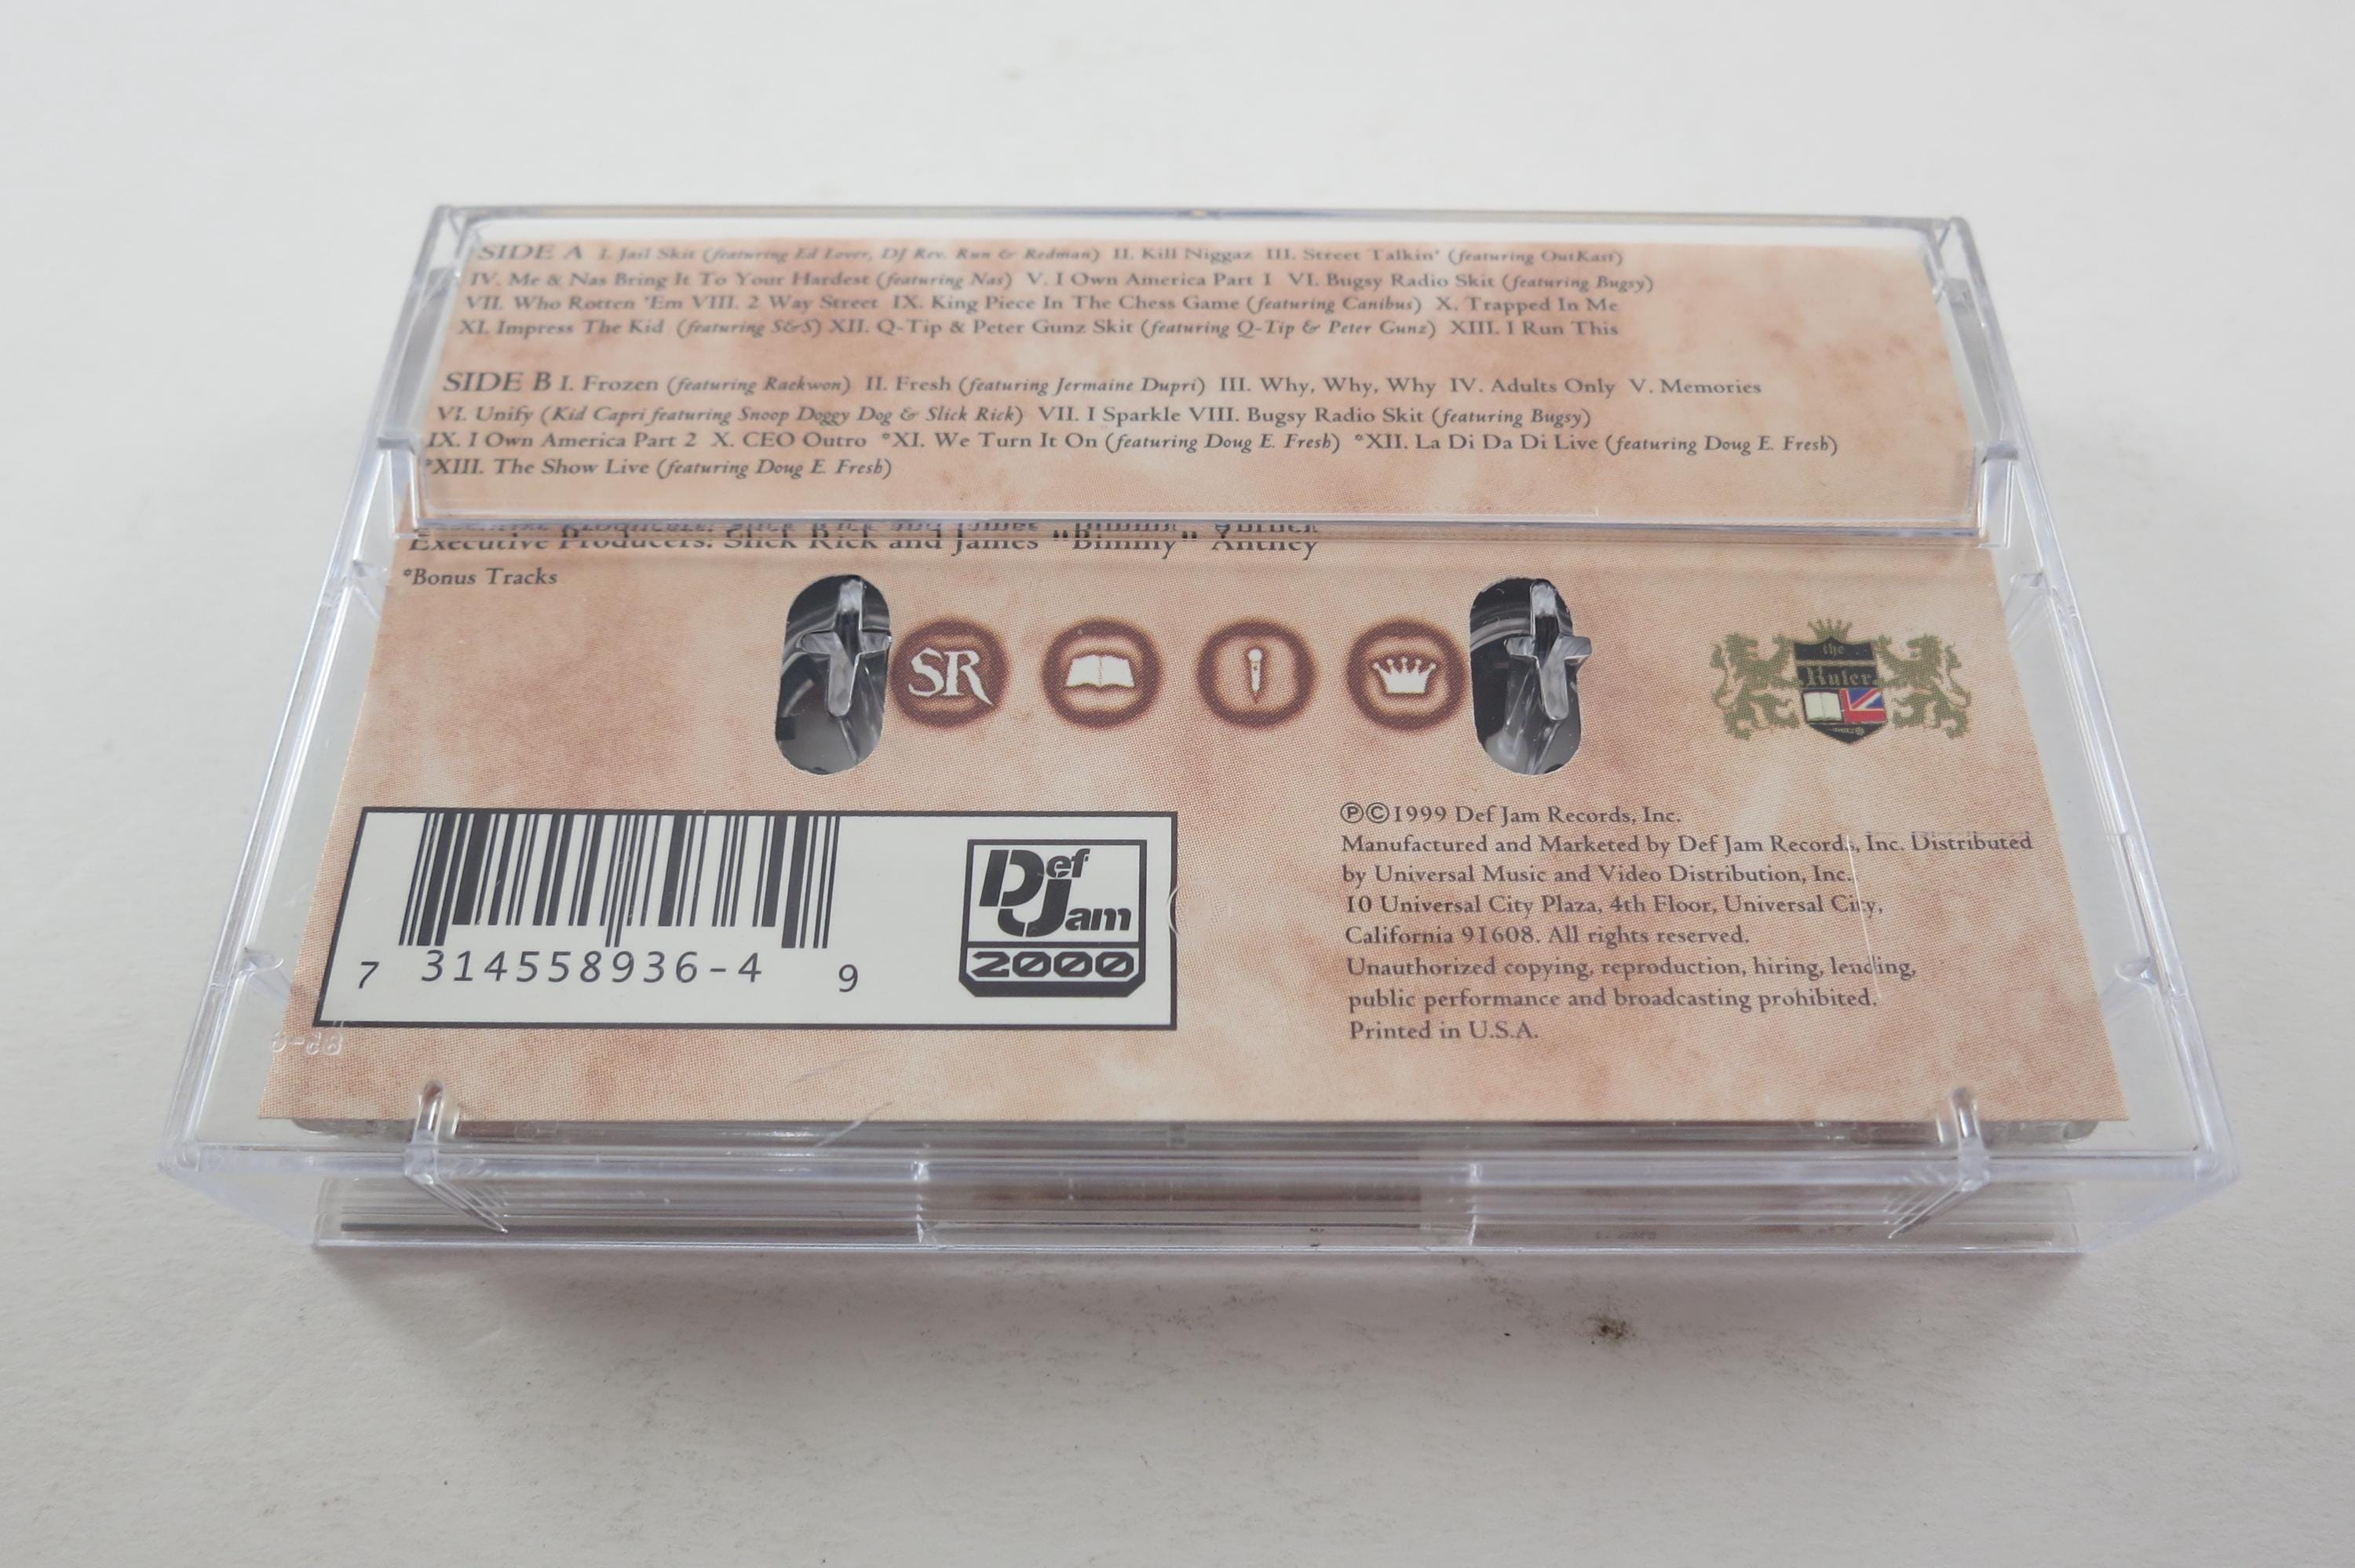 SIDE A I. Jail Skit (featuring Ed Lover, DJ Rev. Run & Redman) II. Kill Niggaz III. Street Talkin' (featuring OutKast)
IV. Me & Nas Bring It To Your Hardest (featuring Nas) V. I Own America Part I VI. Bugsy Radio Skit (featuring Bugsy)
VII. Who Rotten 'Em VIII. 2 Way Street IX. King Piece In The Chess Game (featuring Canibus) X. Trapped In Me
XI. Impress The Kid (featuring S&S) XII. Q-Tip & Peter Gunz Skit (featuring Q-Tip & Peter Gunz) XIII. I Run This
SIDE B I. Frozen (featuring Raekwon) II. Fresh (featuring Jermaine Dupri) III. Why, Why, Why IV. Adults Only V. Memories
VI. Unify (Kid Capri featuring Snoop Doggy Dog & Slick Rick) VII. I Sparkle VIII. Bugsy Radio Skit (featuring Bugsy)
IX. I Own America Part 2 X. CEO Outro *XI. We Turn It On (featuring Doug E. Fresh) *XII. La Di Da Di Live (featuring Doug E. Fresh)
*XIII. The Show Live (featuring Doug E. Fresh)
Executive Producers: Slick Rick and James "Bimmy" Antney
*Bonus Tracks
SR
the
Ruler
7 314558936-4 9
Def
Jam
2000
ⓅⒸ1999 Def Jam Records, Inc.
Manufactured and Marketed by Def Jam Records, Inc. Distributed
by Universal Music and Video Distribution, Inc.
10 Universal City Plaza, 4th Floor, Universal City,
California 91608. All rights reserved.
Unauthorized copying, reproduction, hiring, lending,
public performance and broadcasting prohibited.
Printed in U.S.A.